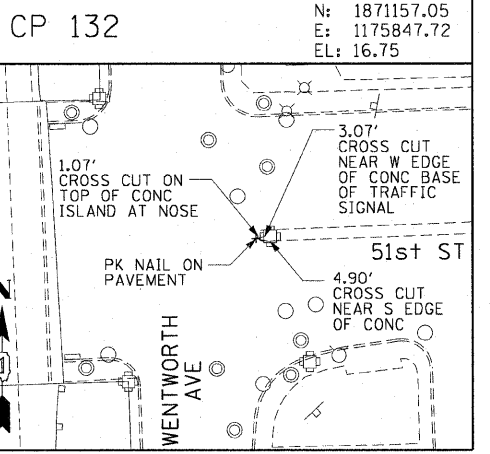 CP 132
N: 1871157.05
E: 1175847.72
EL: 16.75
3.07'
CROSS CUT
NEAR W EDGE
OF CONC BASE
OF TRAFFIC
SIGNAL
1.07'
CROSS CUT ON
TOP OF CONC
ISLAND AT NOSE
51st ST
PK NAIL ON
PAVEMENT
4.90'
CROSS CUT
NEAR S EDGE
OF CONC
WENTWORTH
AVE
N